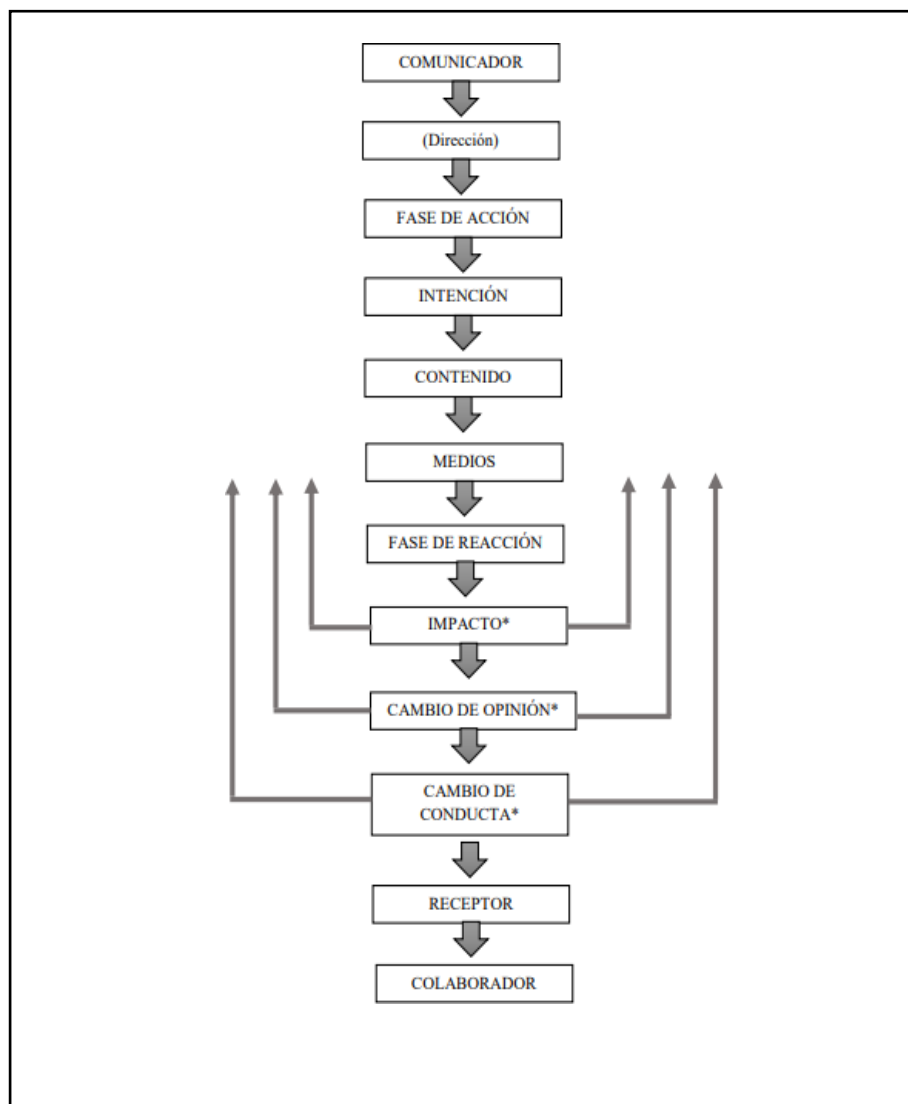 COMUNICADOR
(Dirección)
FASE DE ACCIÓN
INTENCIÓN
CONTENIDO
MEDIOS
FASE DE REACCIÓN
IMPACTO*
CAMBIO DE OPINIÓN*
CAMBIO DE
CONDUCTA*
RECEPTOR
COLABORADOR